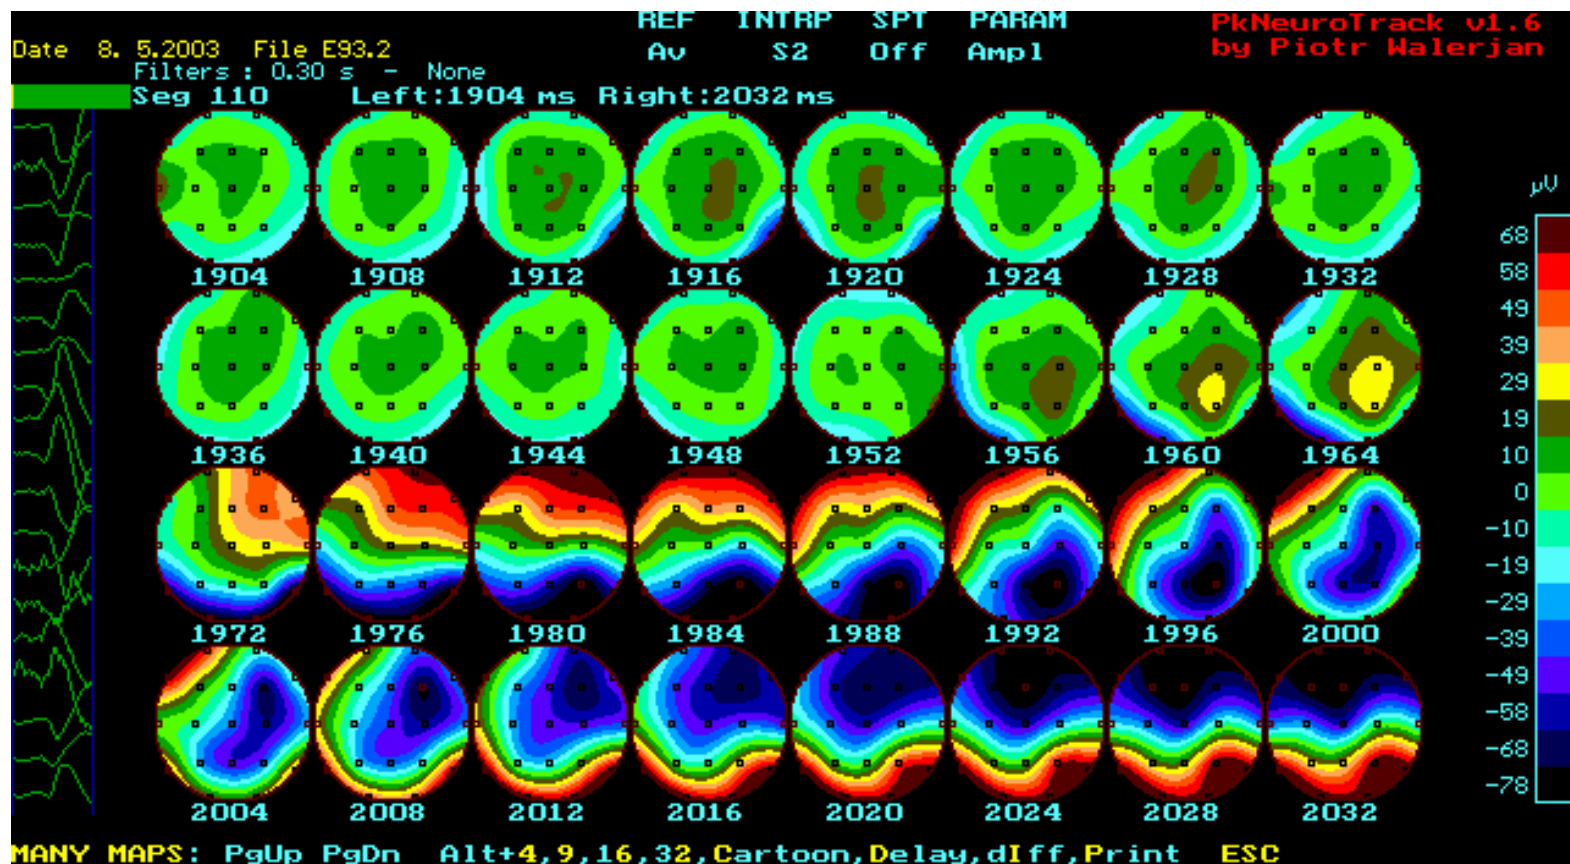 REF INTRP SPT PARAM PkNeuroTrack v1.6
Date 8. 5.2003 File E93.2 Av S2 Off Ampl by Piotr Walerjan
Filters : 0.30 s - None
Seg 110 Left:1904 ms Right:2032 ms
µV
68
58
49
39
29
19
10
0
-10
-19
-29
-39
-49
-58
-68
-78
1904 1908 1912 1916 1920 1924 1928 1932
1936 1940 1944 1948 1952 1956 1960 1964
1972 1976 1980 1984 1988 1992 1996 2000
2004 2008 2012 2016 2020 2024 2028 2032
MANY MAPS: PgUp PgDn Alt+4,9,16,32,Cartoon,Delay,dIff,Print ESC